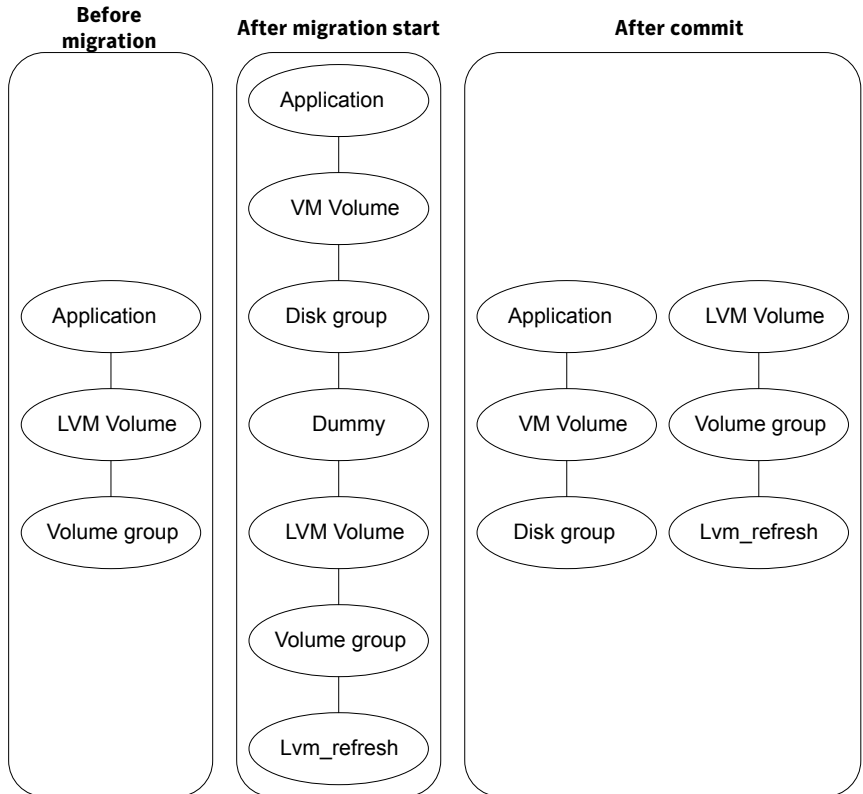 Before
migration
After migration start
After commit
Application
LVM Volume
Volume group
Application
VM Volume
Disk group
Dummy
LVM Volume
Volume group
Lvm_refresh
Application
VM Volume
Disk group
LVM Volume
Volume group
Lvm_refresh